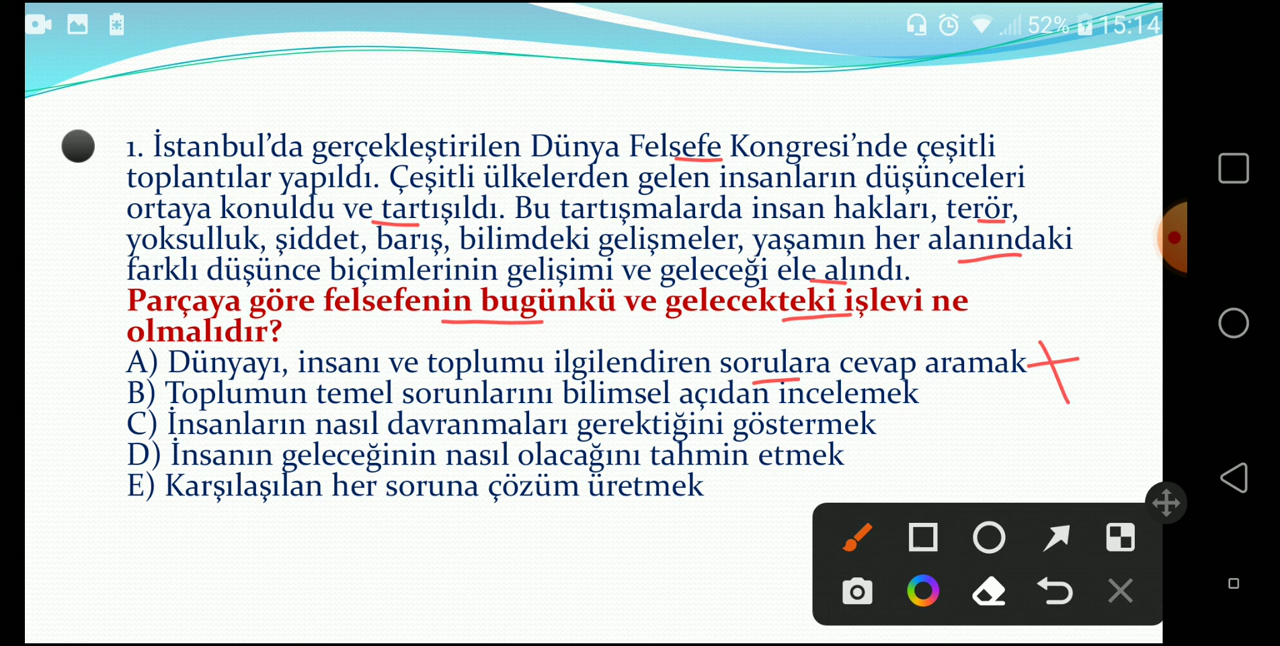 52% 15:14
1. İstanbul’da gerçekleştirilen Dünya Felsefe Kongresi’nde çeşitli
toplantılar yapıldı. Çeşitli ülkelerden gelen insanların düşünceleri
ortaya konuldu ve tartışıldı. Bu tartışmalarda insan hakları, terör,
yoksulluk, şiddet, barış, bilimdeki gelişmeler, yaşamın her alanındaki
farklı düşünce biçimlerinin gelişimi ve geleceği ele alındı.
Parçaya göre felsefenin bugünkü ve gelecekteki işlevi ne
olmalıdır?
A) Dünyayı, insanı ve toplumu ilgilendiren sorulara cevap aramak
B) Toplumun temel sorunlarını bilimsel açıdan incelemek
C) İnsanların nasıl davranmaları gerektiğini göstermek
D) İnsanın geleceğinin nasıl olacağını tahmin etmek
E) Karşılaşılan her soruna çözüm üretmek